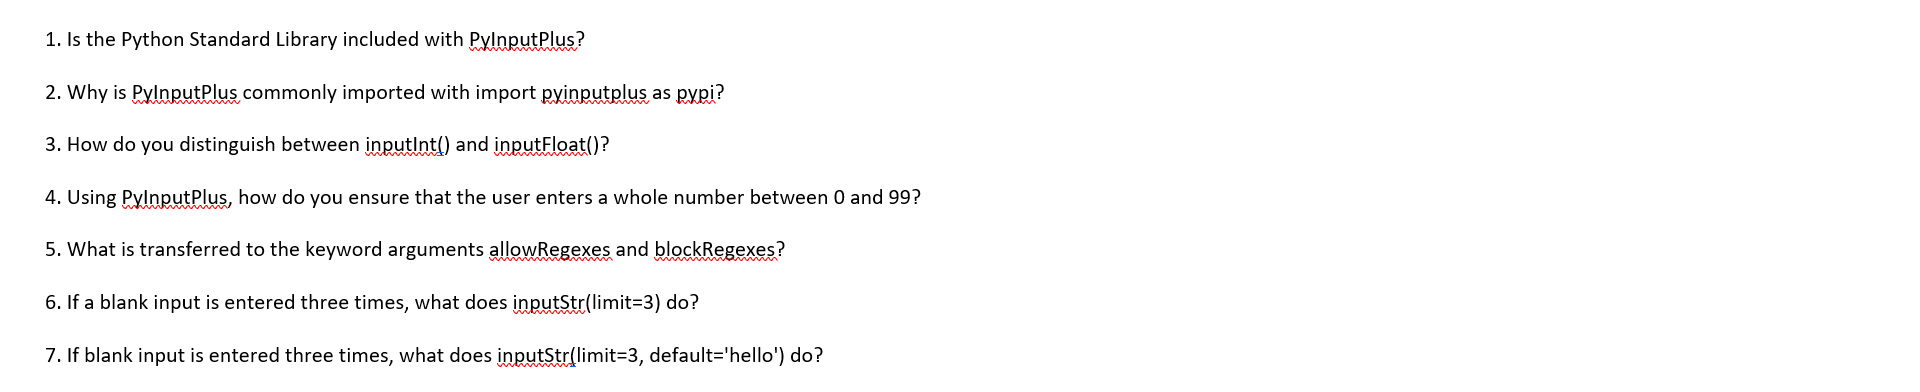 1. Is the Python Standard Library included with PyInputPlus?
2. Why is PyInputPlus commonly imported with import pyinputplus as pypi?
3. How do you distinguish between inputInt() and inputFloat()?
4. Using PyInputPlus, how do you ensure that the user enters a whole number between 0 and 99?
5. What is transferred to the keyword arguments allowRegexes and blockRegexes?
6. If a blank input is entered three times, what does inputStr(limit=3) do?
7. If blank input is entered three times, what does inputStr(limit=3, default='hello') do?